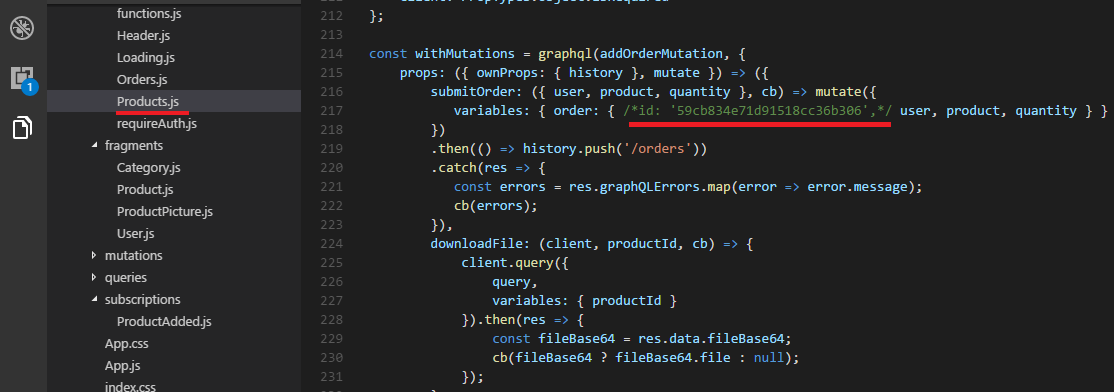 functions.js
Header.js
Loading.js
Orders.js
Products.js
requireAuth.js
fragments
Category.js
Product.js
ProductPicture.js
User.js
mutations
queries
subscriptions
ProductAdded.js
App.css
App.js
index.css
1
212 };
213
214 const withMutations = graphql(addOrderMutation, {
215 props: ({ ownProps: { history }, mutate }) => ({
216 submitOrder: ({ user, product, quantity }, cb) => mutate({
217 variables: { order: { /*id: '59cb834e71d91518cc36b306',*/ user, product, quantity } }
218 })
219 .then(() => history.push('/orders'))
220 .catch(res => {
221 const errors = res.graphQLErrors.map(error => error.message);
222 cb(errors);
223 }),
224 downloadFile: (client, productId, cb) => {
225 client.query({
226 query,
227 variables: { productId }
228 }).then(res => {
229 const fileBase64 = res.data.fileBase64;
230 cb(fileBase64 ? fileBase64.file : null);
231 });